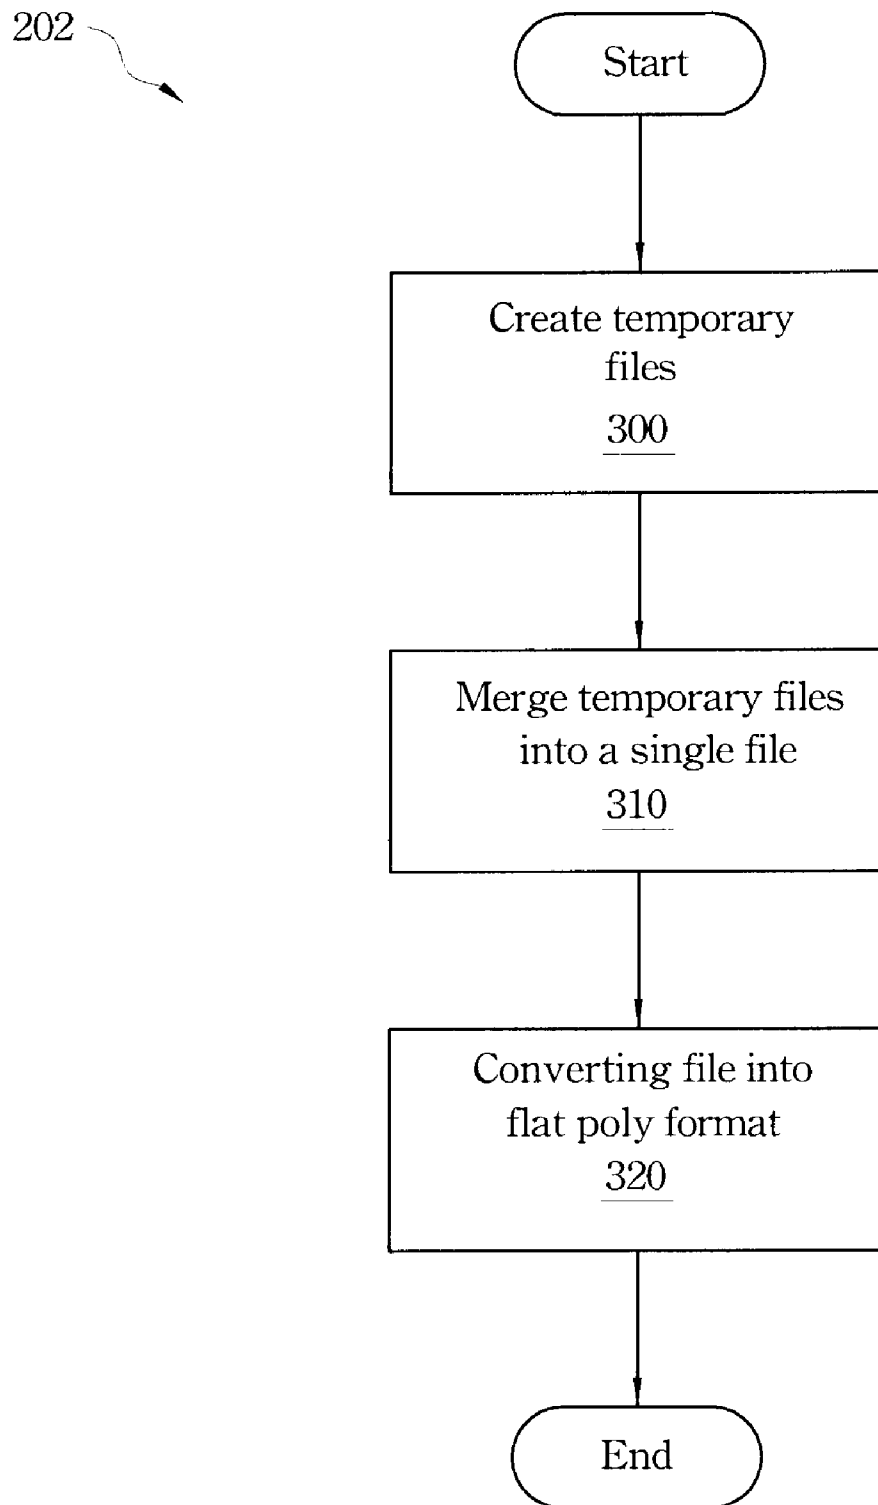 202
Start
Create temporary
files
300
Merge temporary files
into a single file
310
Converting file into
flat poly format
320
End